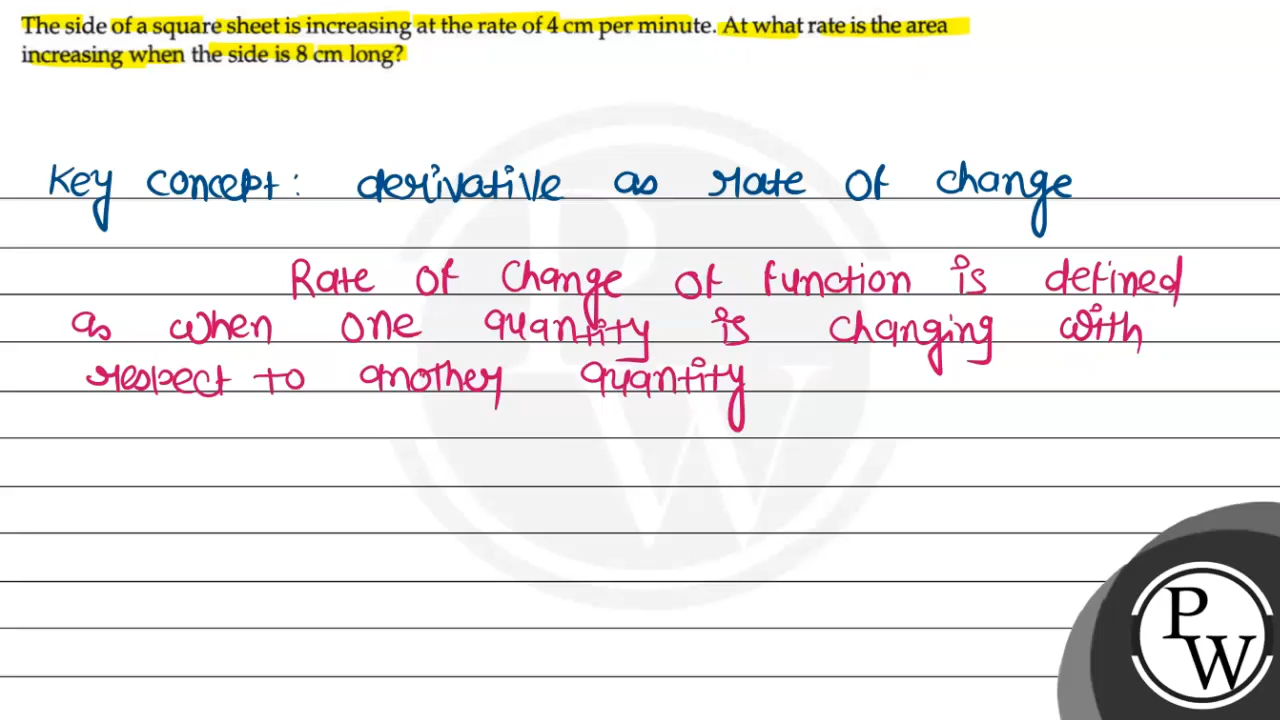 The side of a square sheet is increasing at the rate of 4 cm per minute. At what rate is the area
increasing when the side is 8 cm long?
Key concept: derivative as rate of change
Rate of change of function is defined
as when one quantity is changing with
respect to another quantity
PW
PW